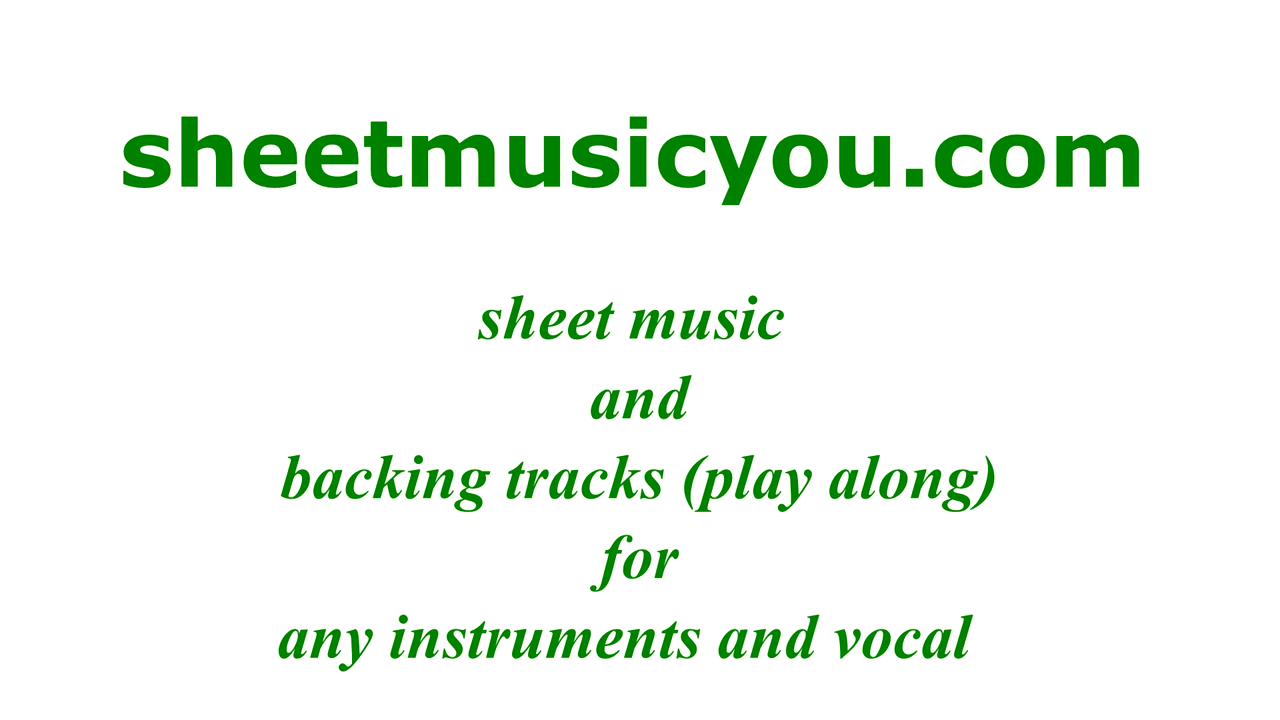 sheetmusicyou.com
sheet music
and
backing tracks (play along)
for
any instruments and vocal